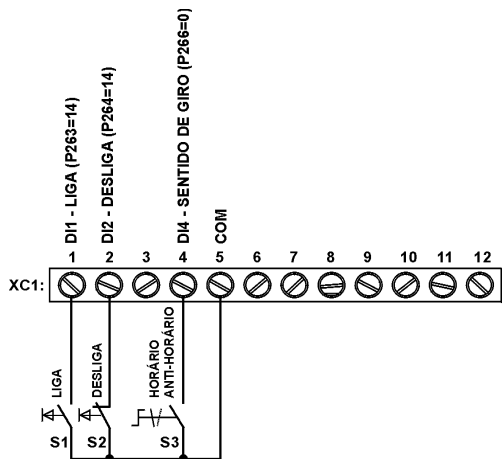 DI1 - LIGA (P263=14)
DI2 - DESLIGA (P264=14)
DI4 - SENTIDO DE GIRO (P266=0)
COM
1 2 3 4 5 6 7 8 9 10 11 12
XC1:
LIGA
DESLIGA
HORÁRIO
ANTI-HORÁRIO
S1 S2 S3